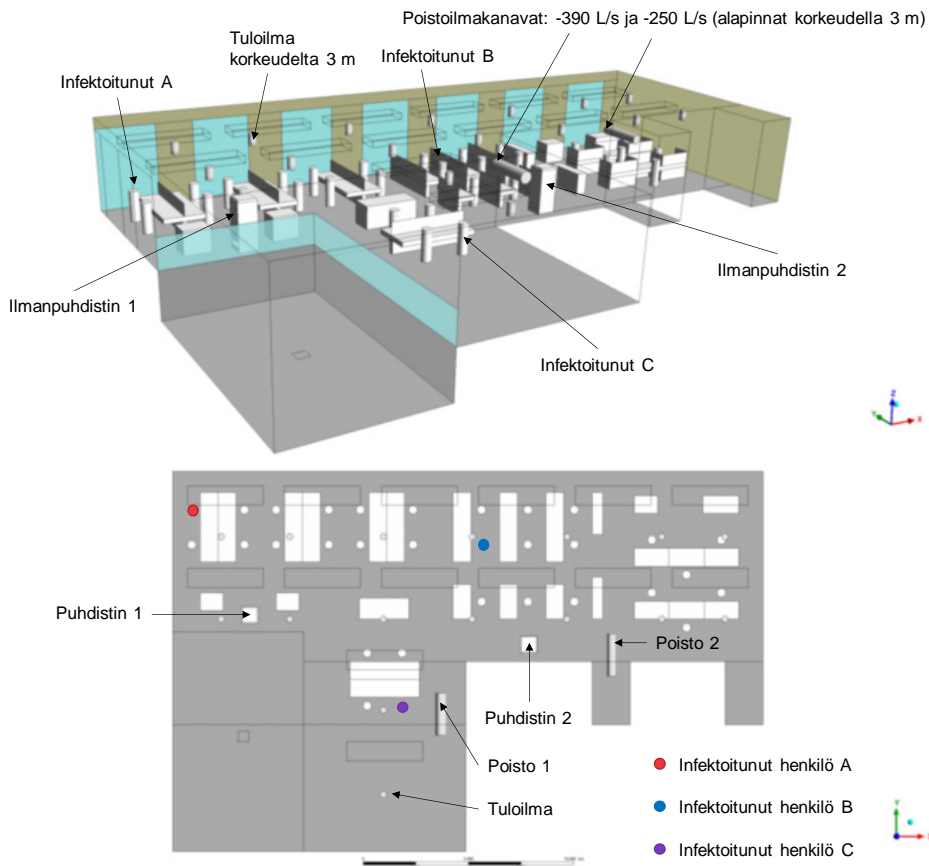 Poistoilmakanavat: -390 L/s ja -250 L/s (alapinnat korkeudella 3 m)
Tuloilma
korkeudelta 3 m
Infektoitunut B
Infektoitunut A
Ilmanpuhdistin 2
Ilmanpuhdistin 1
Infektoitunut C
Z
Y
X
Puhdistin 1
Poisto 2
Puhdistin 2
Poisto 1
Tuloilma
Infektoitunut henkilö A
Infektoitunut henkilö B
Infektoitunut henkilö C
Y